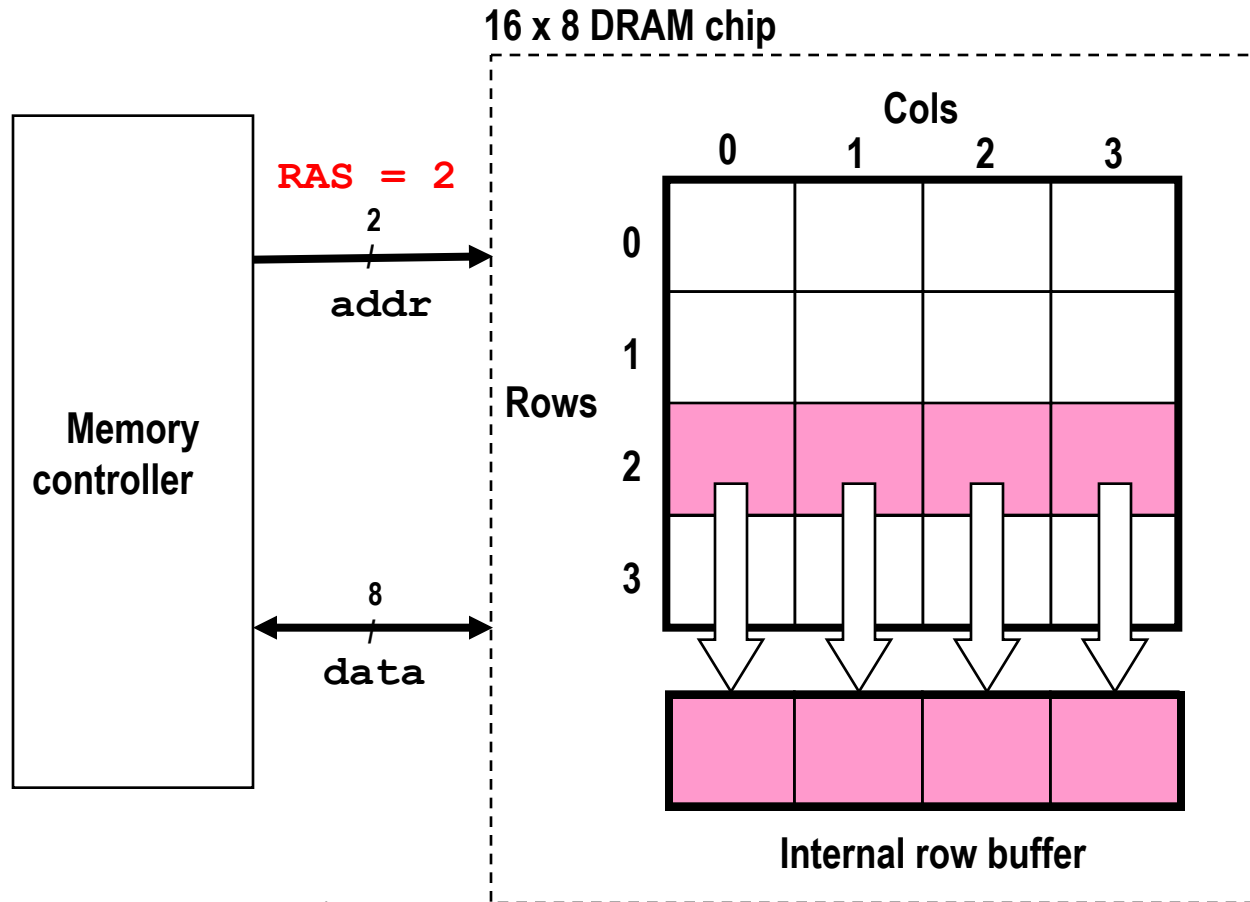 16 x 8 DRAM chip
Cols
0 1 2 3
RAS = 2
2
addr
0
1
Rows
2
3
Memory
controller
8
data
Internal row buffer